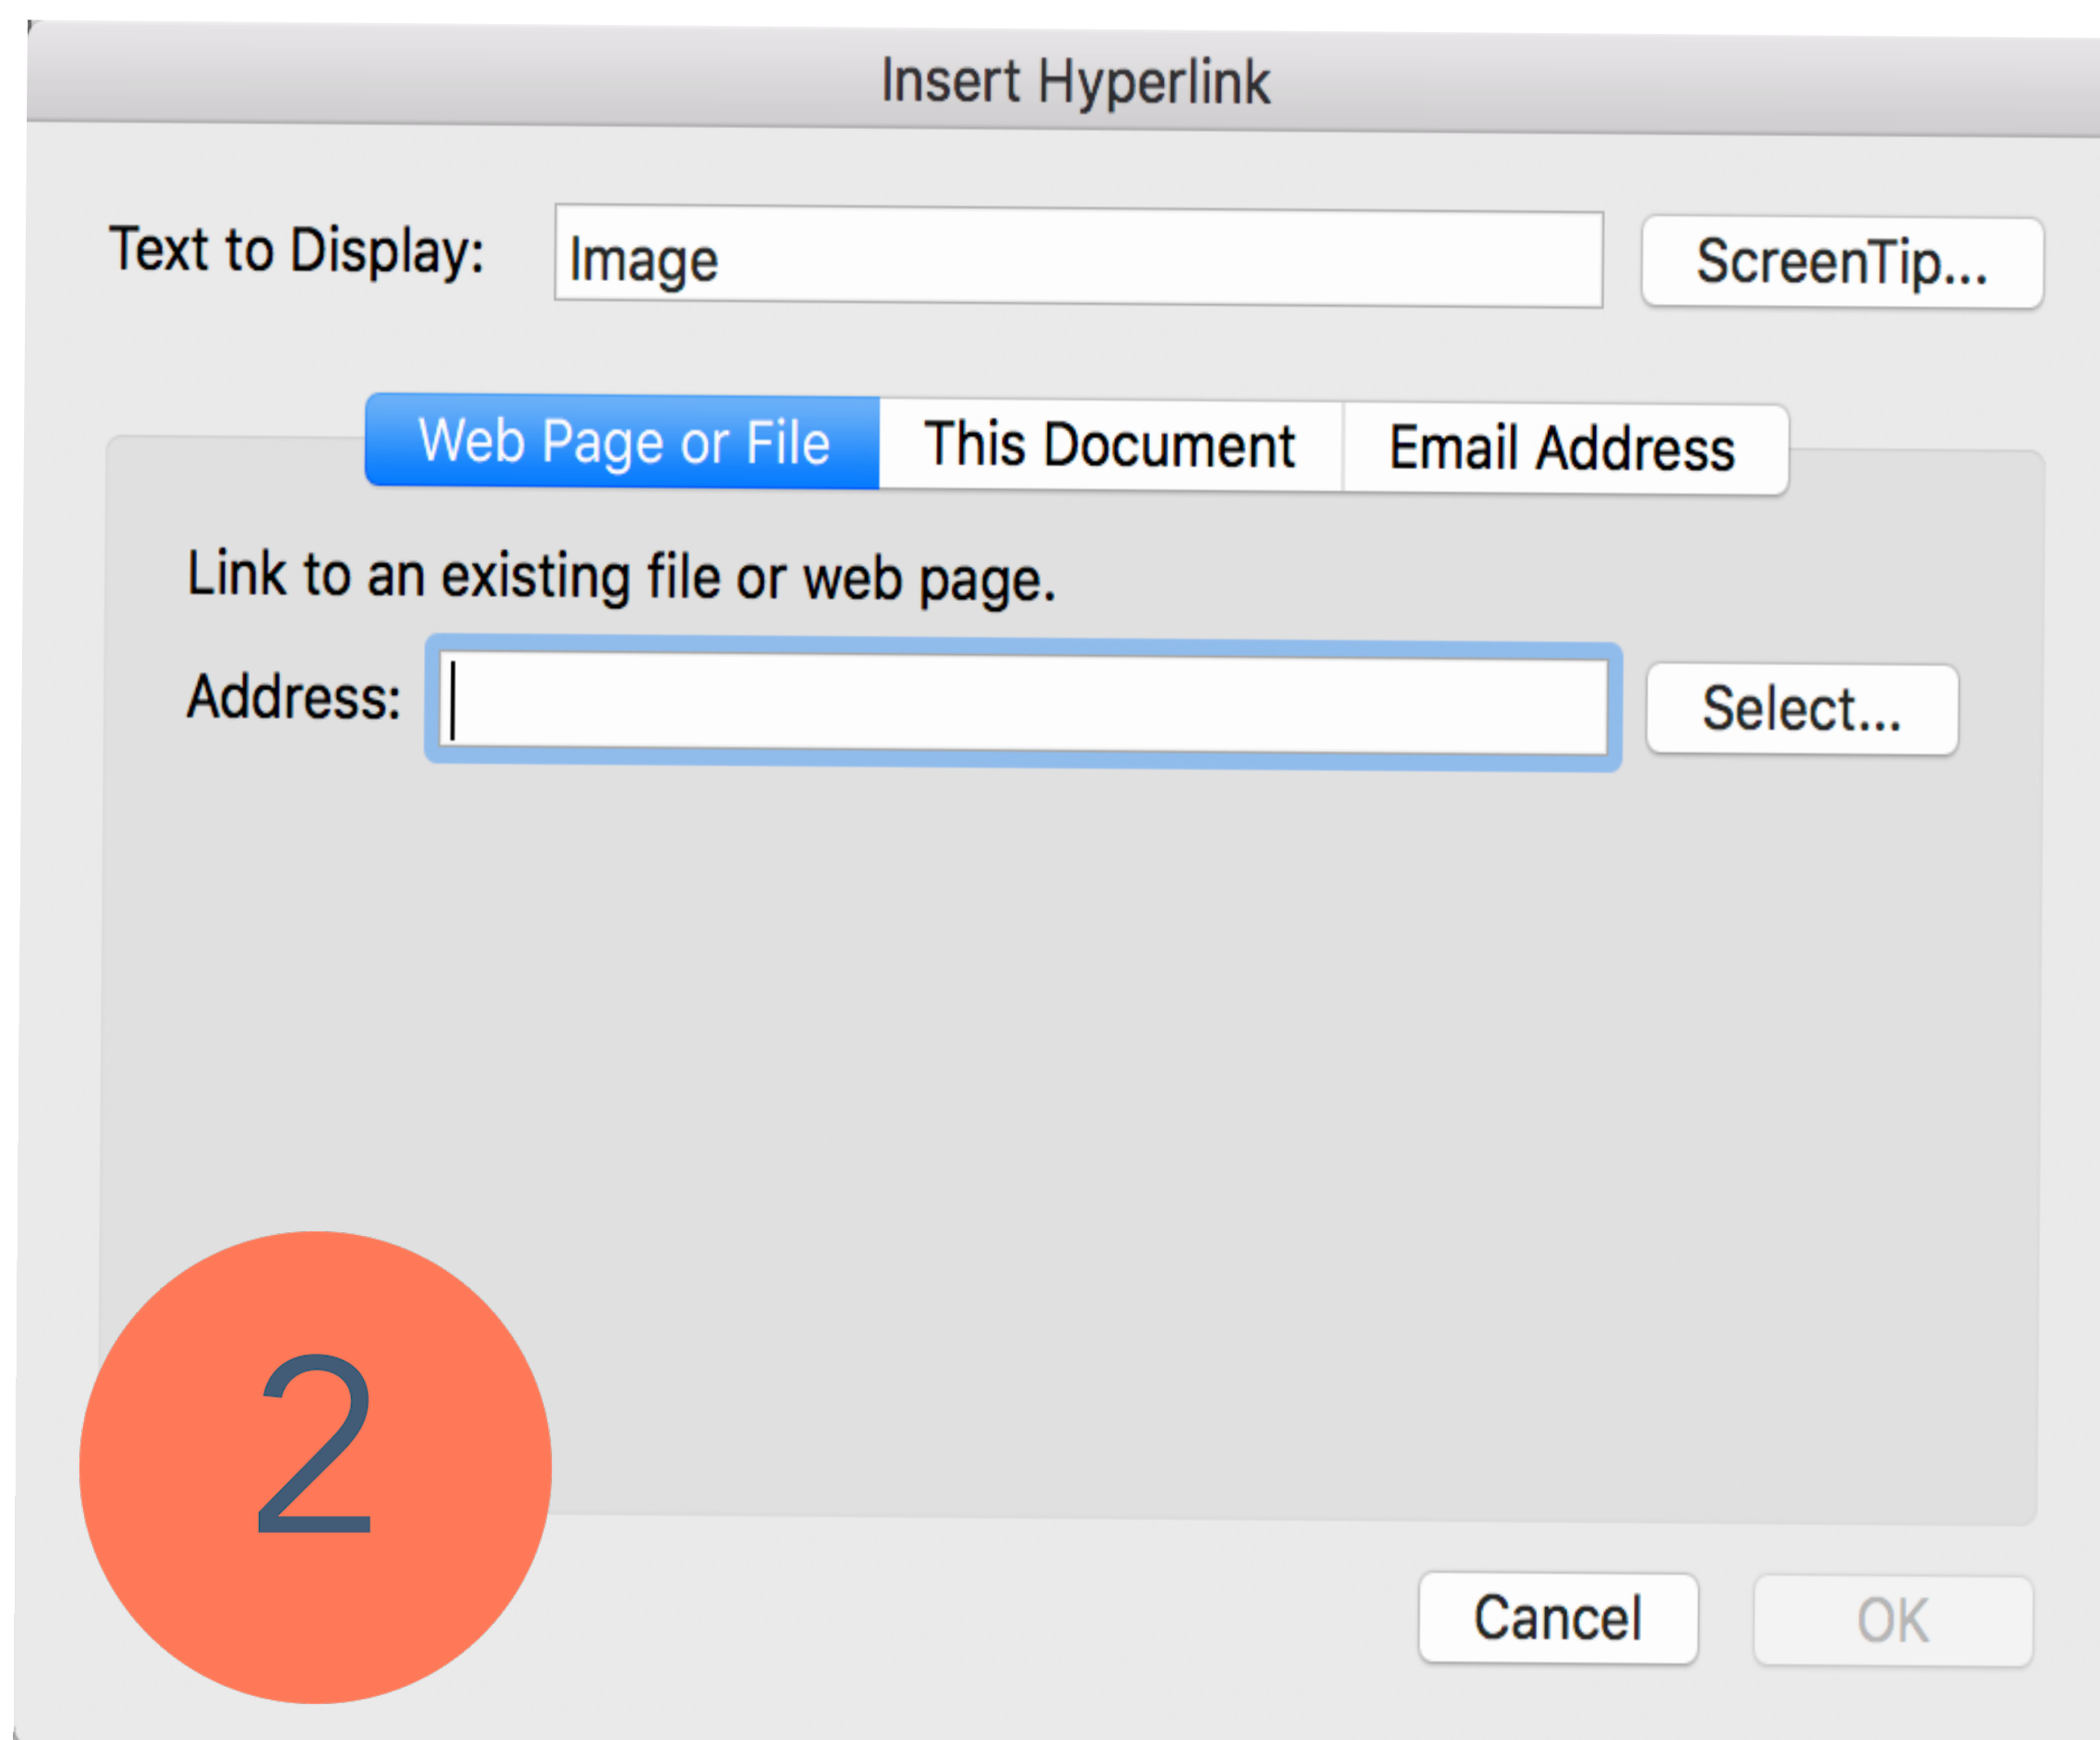 Insert Hyperlink
Text to Display: Image ScreenTip...
Web Page or File This Document Email Address
Link to an existing file or web page.
Address: Select...
2
Cancel OK